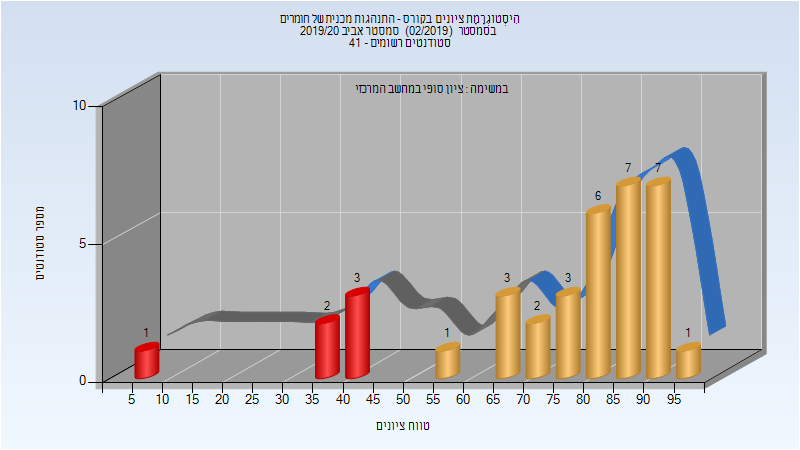 היסטוגרמת ציונים בקורס - התנהגות מכנית של חומרים
בסמסטר (02/2019) סמסטר אביב 2019/20
סטודנטים רשומים - 41
במשימה : ציון סופי במחשב המרכזי
מספר סטודנטים
10
5
0
1
2
3
1
3
2
3
6
7
7
1
5 10 15 20 25 30 35 40 45 50 55 60 65 70 75 80 85 90 95
טווח ציונים